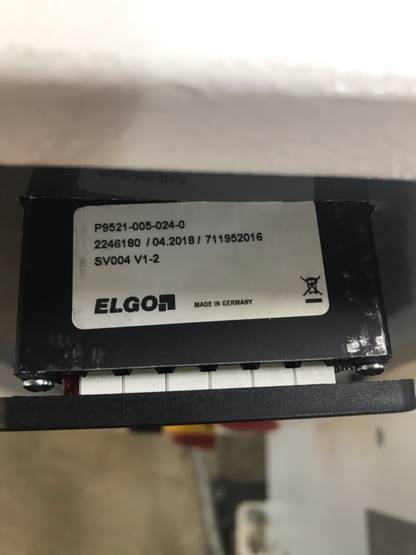 P9521-005-024-0
2246180 / 04.2018 / 711952016
SV004 V1-2
ELGO
MADE IN GERMANY